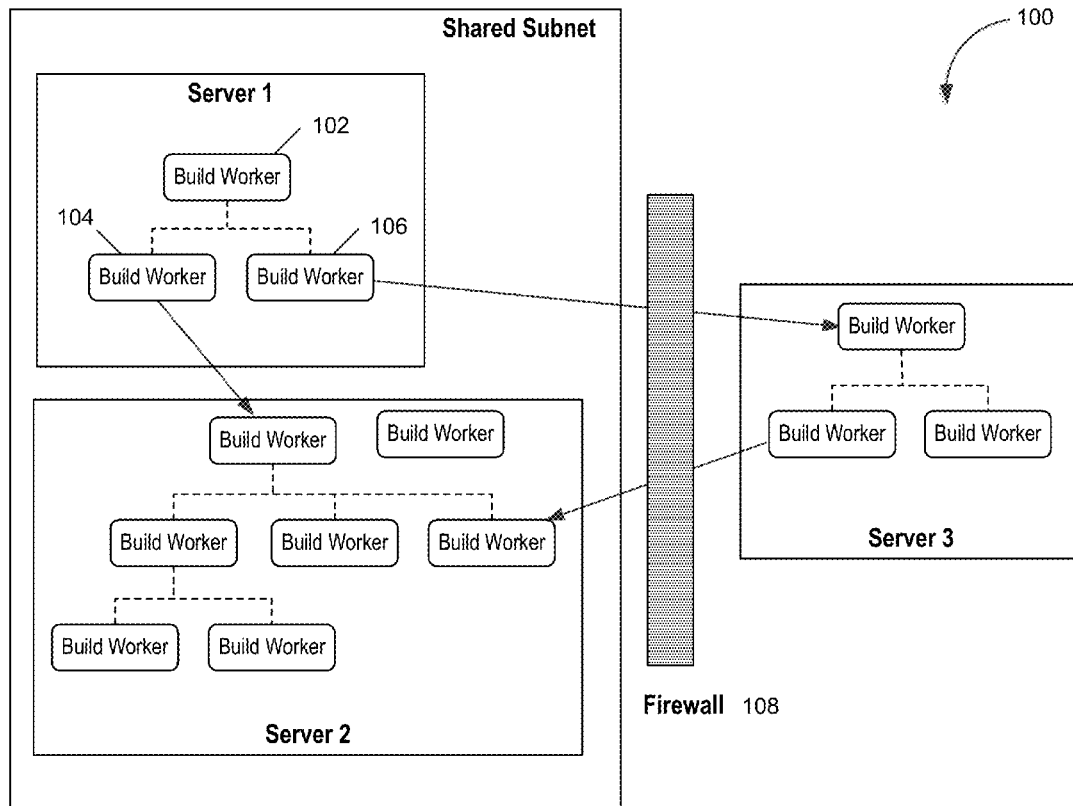 Shared Subnet
100
Server 1
102
Build Worker
104
106
Build Worker
Build Worker
Build Worker
Build Worker
Build Worker
Build Worker
Build Worker
Build Worker
Build Worker
Build Worker
Build Worker
Server 3
Build Worker
Build Worker
Firewall 108
Server 2